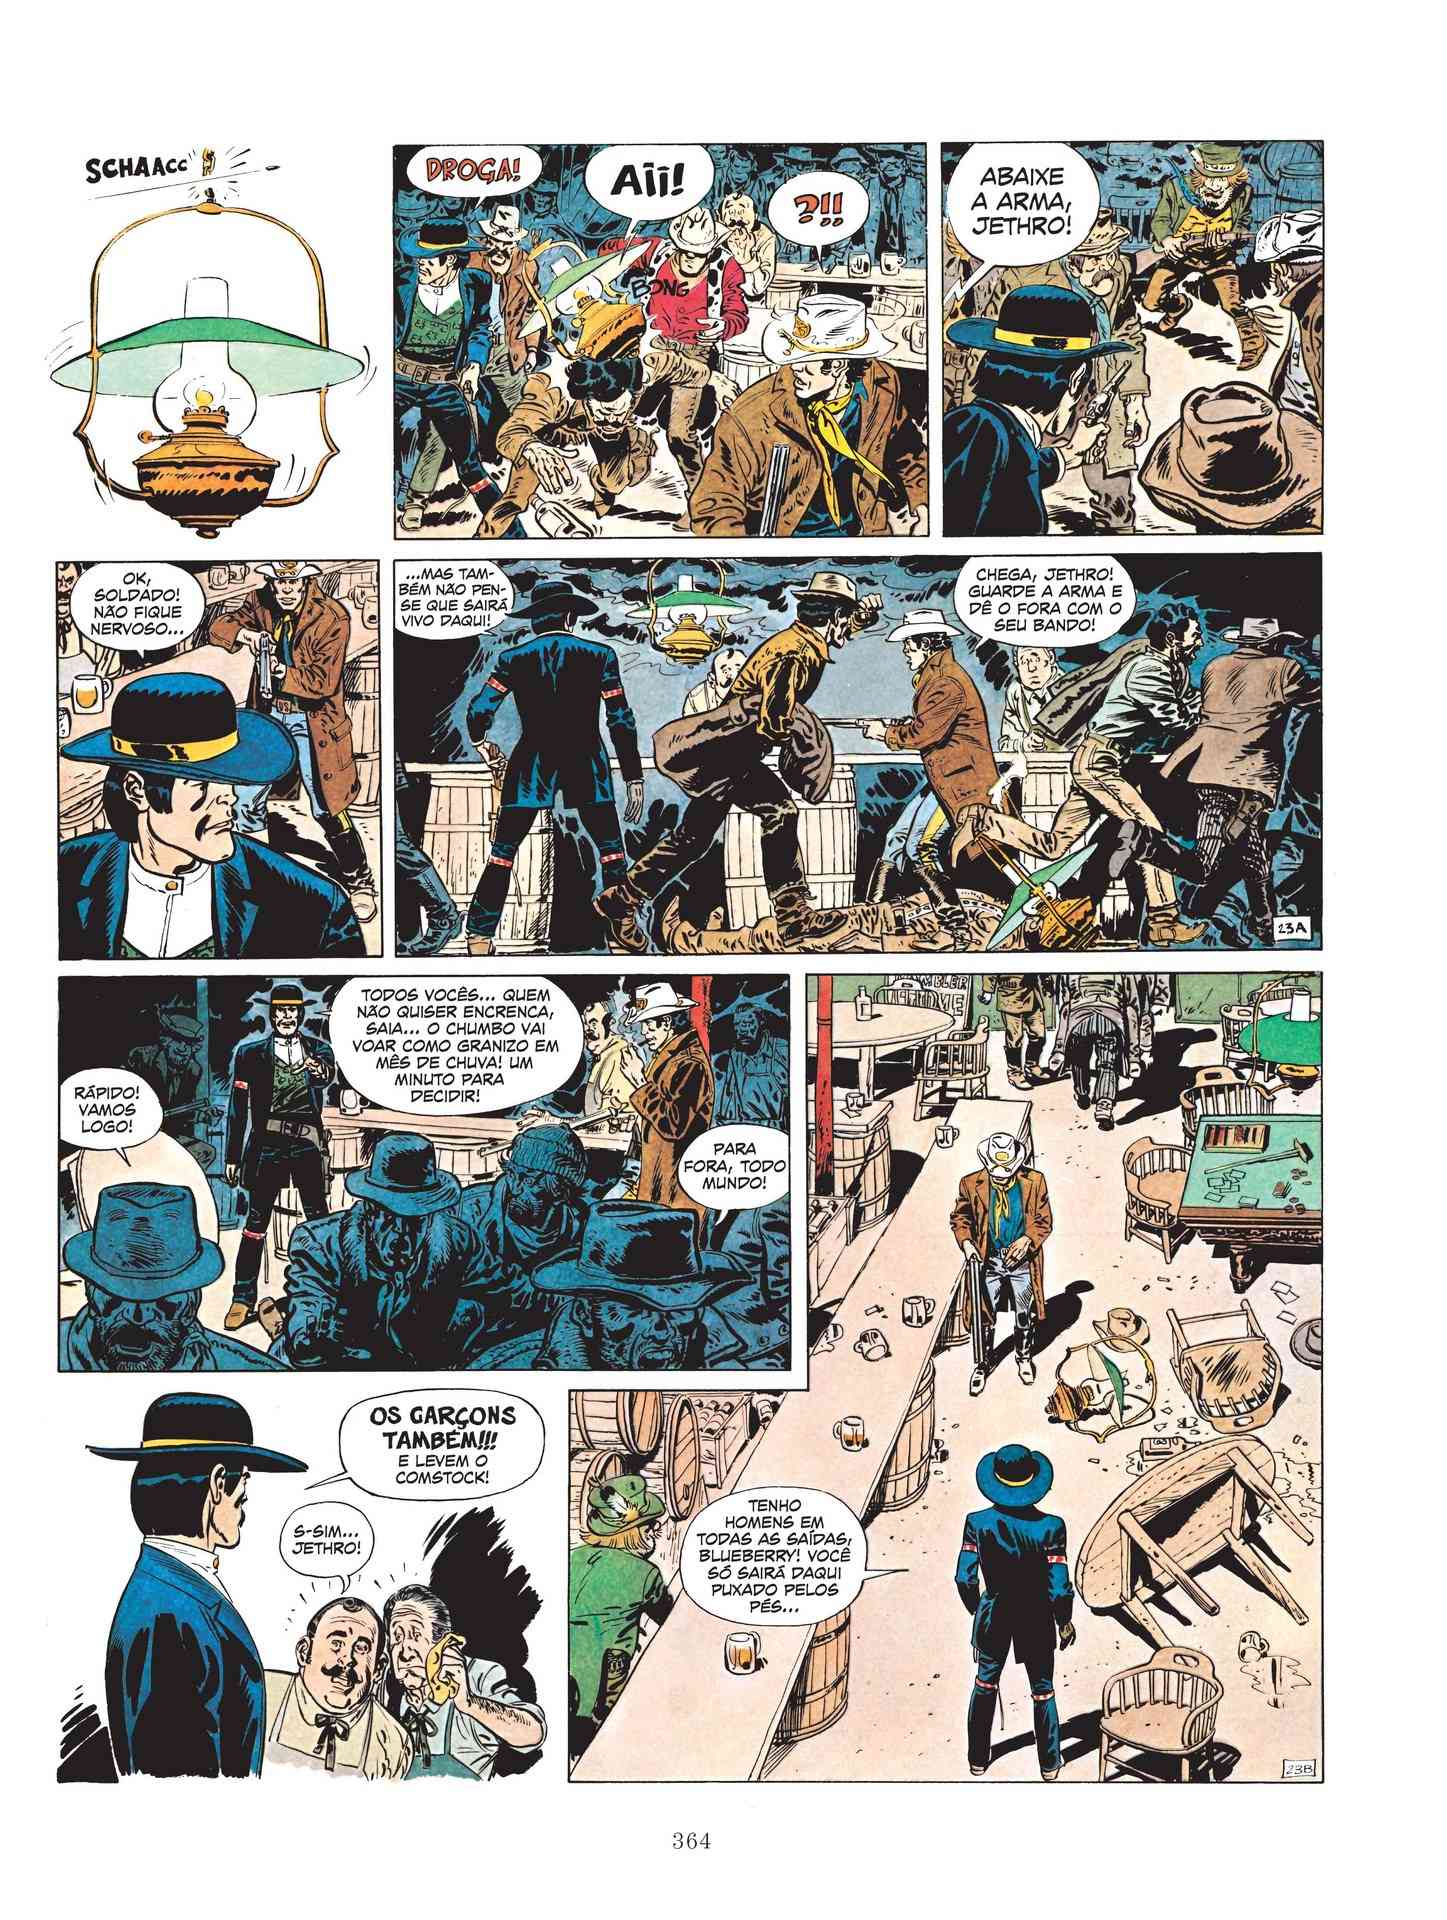 SCHAACC
DROGA!
AÎÎ!
BONG
?!!
ABAIXE
A ARMA,
JETHRO!
OK,
SOLDADO!
NÃO FIQUE
NERVOSO...
...MAS TAM-
BÉM NÃO PEN-
SE QUE SAIRÁ
VIVO DAQUI!
CHEGA, JETHRO!
GUARDE A ARMA E
DÊ O FORA COM O
SEU BANDO!
23A
RÁPIDO!
VAMOS
LOGO!
TODOS VOCÊS... QUEM
NÃO QUISER ENCRENCA,
SAIA... O CHUMBO VAI
VOAR COMO GRANIZO EM
MÊS DE CHUVA! UM
MINUTO PARA
DECIDIR!
PARA
FORA, TODO
MUNDO!
OS GARÇONS
TAMBÉM!!!
E LEVEM O
COMSTOCK!
S-SIM...
JETHRO!
TENHO
HOMENS EM
TODAS AS SAÍDAS,
BLUEBERRY! VOCÊ
SÓ SAIRÁ DAQUI
PUXADO PELOS
PÉS...
23B
364